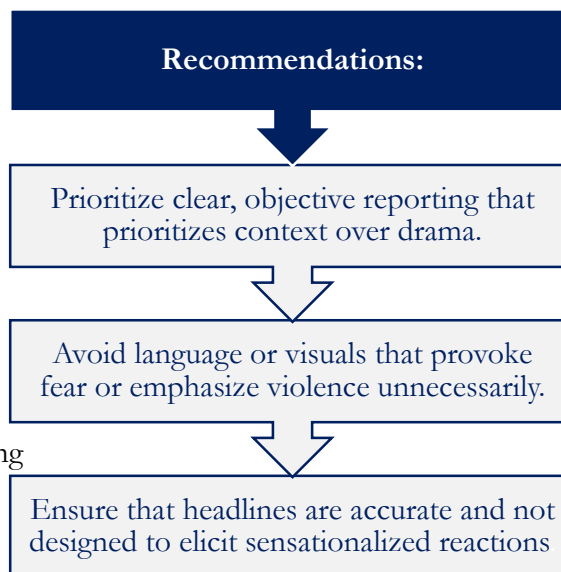 Recommendations:
Prioritize clear, objective reporting that
prioritizes context over drama.
Avoid language or visuals that provoke
fear or emphasize violence unnecessarily.
ng
Ensure that headlines are accurate and not
designed to elicit sensationalized reactions